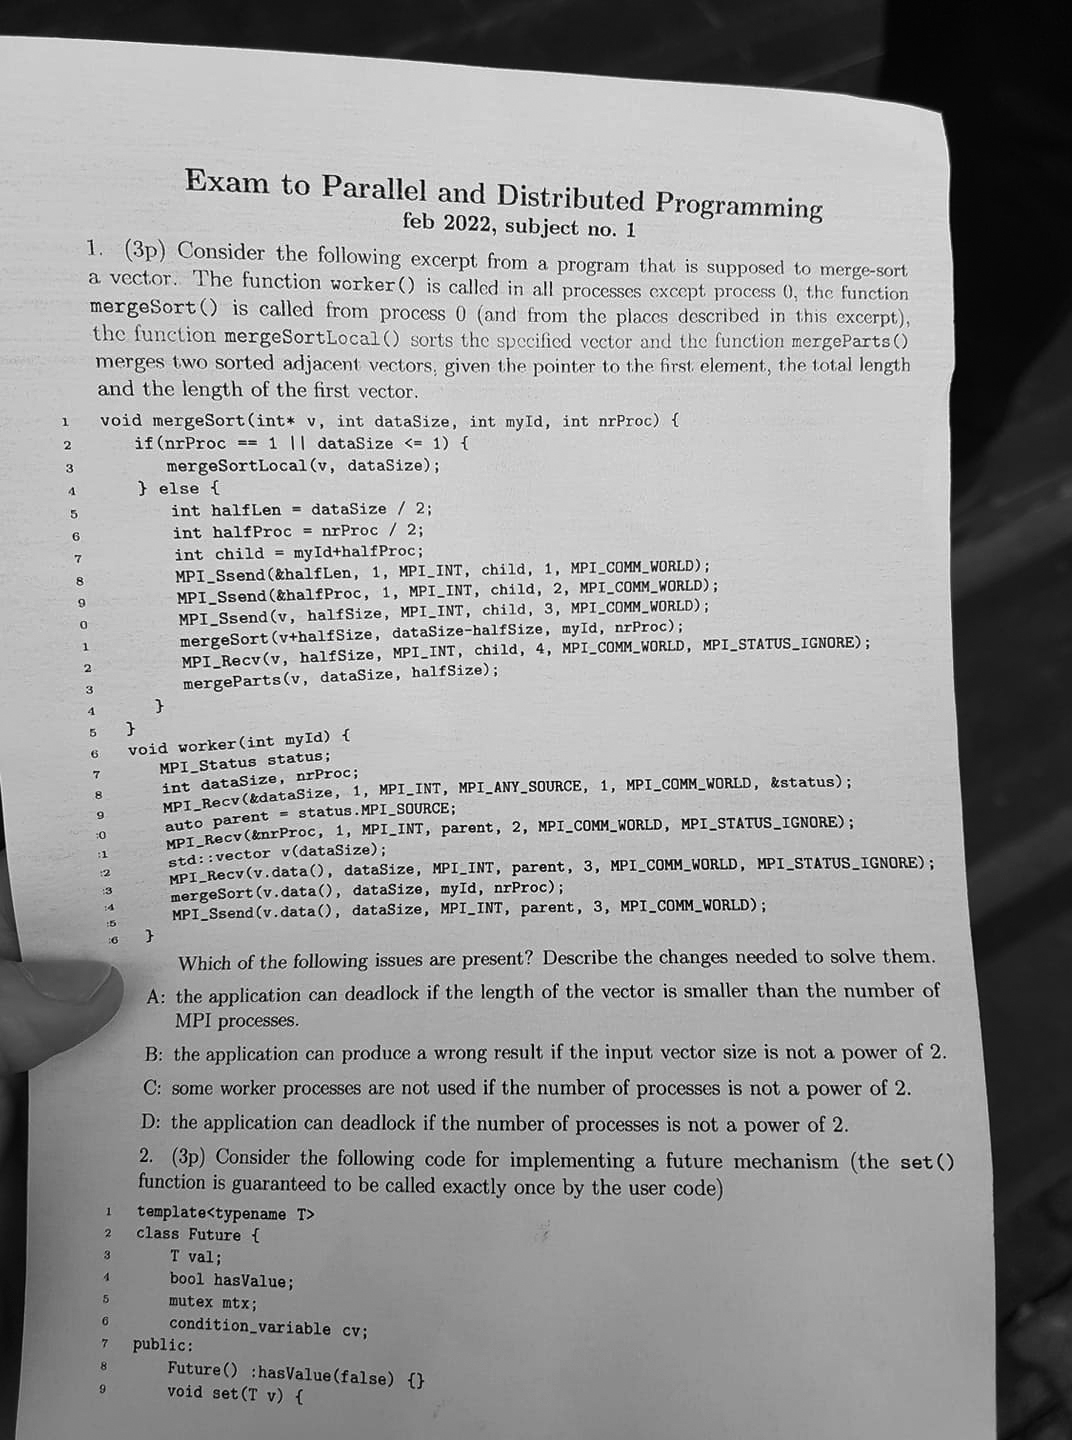 Exam to Parallel and Distributed Programming
feb 2022, subject no. 1
1. (3p) Consider the following excerpt from a program that is supposed to merge-sort
a vector. The function worker() is called in all processes except process 0, the function
mergeSort() is called from process 0 (and from the places described in this excerpt),
the function mergeSortLocal() sorts the specified vector and the function mergeParts()
merges two sorted adjacent vectors, given the pointer to the first element, the total length
and the length of the first vector.
1 void mergeSort(int* v, int dataSize, int myId, int nrProc) {
2 if(nrProc == 1 || dataSize <= 1) {
3 mergeSortLocal(v, dataSize);
4 } else {
5 int halfLen = dataSize / 2;
6 int halfProc = nrProc / 2;
7 int child = myId+halfProc;
8 MPI_Ssend(&halfLen, 1, MPI_INT, child, 1, MPI_COMM_WORLD);
9 MPI_Ssend(&halfProc, 1, MPI_INT, child, 2, MPI_COMM_WORLD);
0 MPI_Ssend(v, halfSize, MPI_INT, child, 3, MPI_COMM_WORLD);
1 mergeSort(v+halfSize, dataSize-halfSize, myId, nrProc);
2 MPI_Recv(v, halfSize, MPI_INT, child, 4, MPI_COMM_WORLD, MPI_STATUS_IGNORE);
3 mergeParts(v, dataSize, halfSize);
4 }
5 }
6 void worker(int myId) {
7 MPI_Status status;
8 int dataSize, nrProc;
9 MPI_Recv(&dataSize, 1, MPI_INT, MPI_ANY_SOURCE, 1, MPI_COMM_WORLD, &status);
:0 auto parent = status.MPI_SOURCE;
:1 MPI_Recv(&nrProc, 1, MPI_INT, parent, 2, MPI_COMM_WORLD, MPI_STATUS_IGNORE);
:2 std::vector v(dataSize);
:3 MPI_Recv(v.data(), dataSize, MPI_INT, parent, 3, MPI_COMM_WORLD, MPI_STATUS_IGNORE);
:4 mergeSort(v.data(), dataSize, myId, nrProc);
:5 MPI_Ssend(v.data(), dataSize, MPI_INT, parent, 3, MPI_COMM_WORLD);
:6 }
Which of the following issues are present? Describe the changes needed to solve them.
A: the application can deadlock if the length of the vector is smaller than the number of
MPI processes.
B: the application can produce a wrong result if the input vector size is not a power of 2.
C: some worker processes are not used if the number of processes is not a power of 2.
D: the application can deadlock if the number of processes is not a power of 2.
2. (3p) Consider the following code for implementing a future mechanism (the set()
function is guaranteed to be called exactly once by the user code)
1 template<typename T>
2 class Future {
3 T val;
4 bool hasValue;
5 mutex mtx;
6 condition_variable cv;
7 public:
8 Future() :hasValue(false) {}
9 void set(T v) {